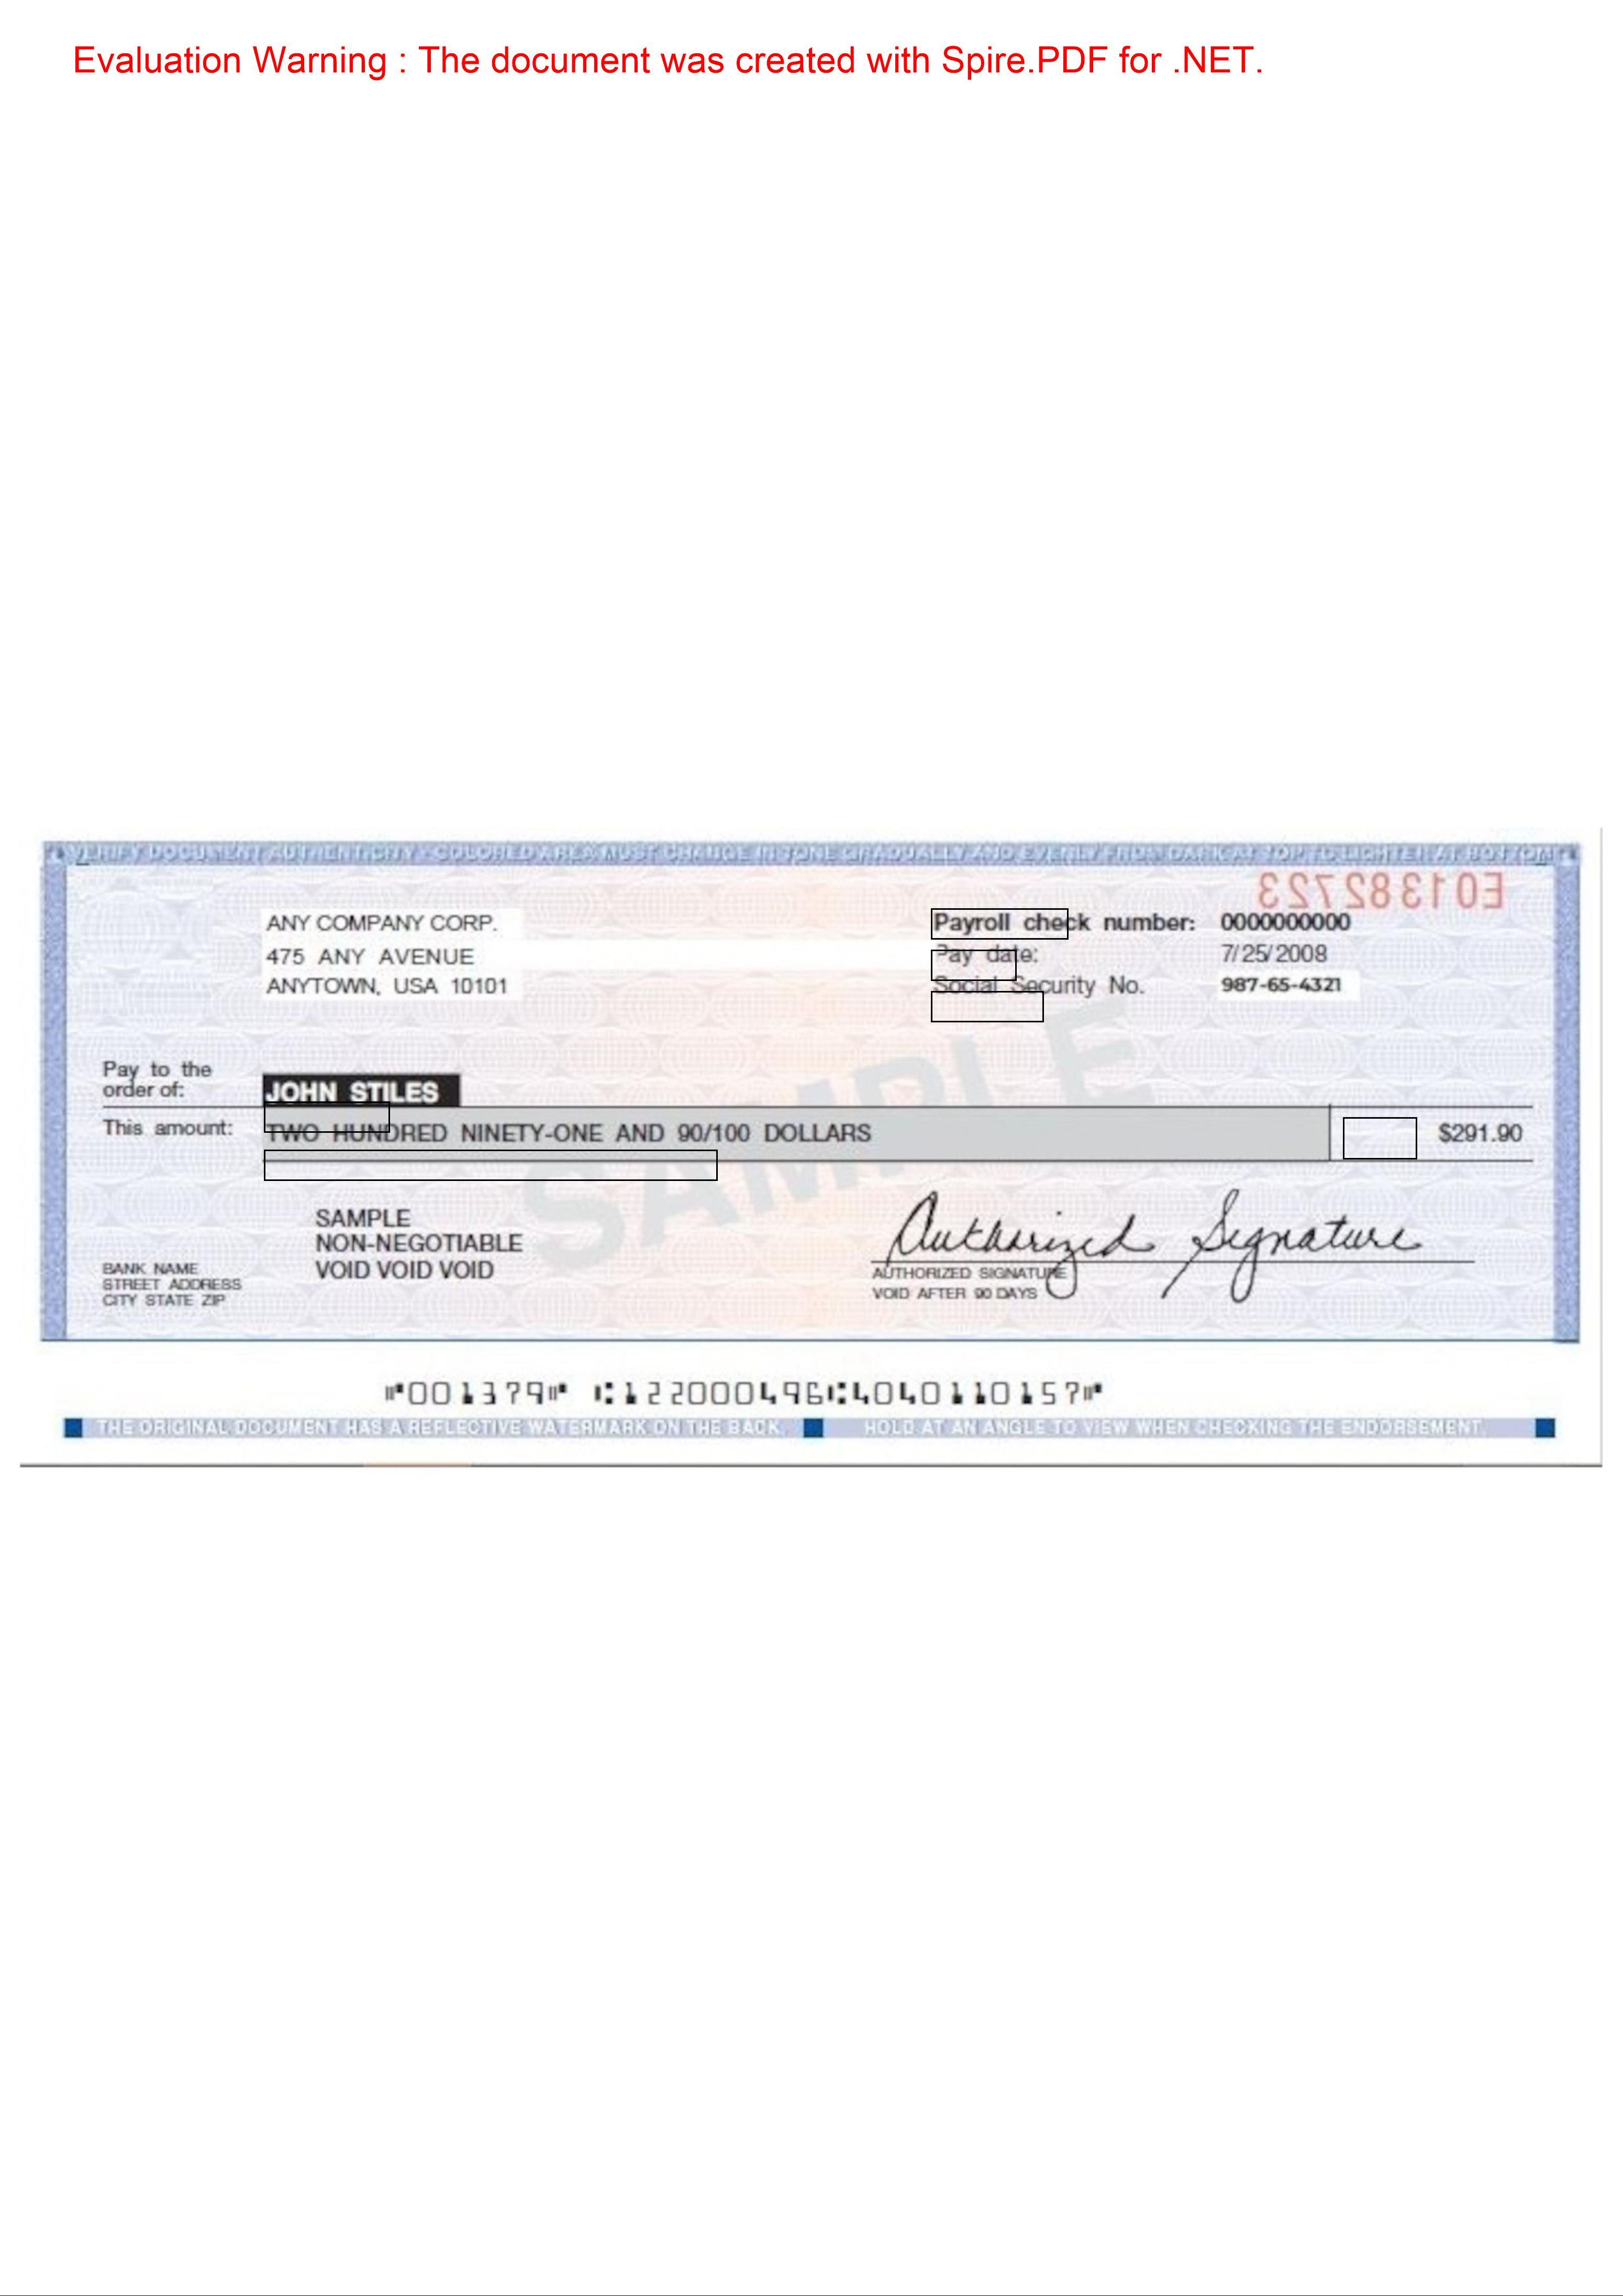 Evaluation Warning : The document was created with Spire.PDF for .NET.
VERIFY DOCUMENT AUTHENTICITY - COLORED AREA MUST CHANGE IN TONE GRADUALLY AND EVENLY FROM DARK AT TOP TO LIGHTER AT BOTTOM
E01382723
ANY COMPANY CORP.
475 ANY AVENUE
ANYTOWN, USA 10101
Payroll check number: 0000000000
Pay date: 7/25/2008
Social Security No. 987-65-4321
SAMPLE
Pay to the
order of: JOHN STILES
This amount: TWO HUNDRED NINETY-ONE AND 90/100 DOLLARS $291.90
SAMPLE
NON-NEGOTIABLE
VOID VOID VOID
BANK NAME
STREET ADDRESS
CITY STATE ZIP
Authorized Signature
AUTHORIZED SIGNATURE
VOID AFTER 90 DAYS
⑈001379⑈ ⑆122000496⑆4040110157⑈
THE ORIGINAL DOCUMENT HAS A REFLECTIVE WATERMARK ON THE BACK. HOLD AT AN ANGLE TO VIEW WHEN CHECKING THE ENDORSEMENT.